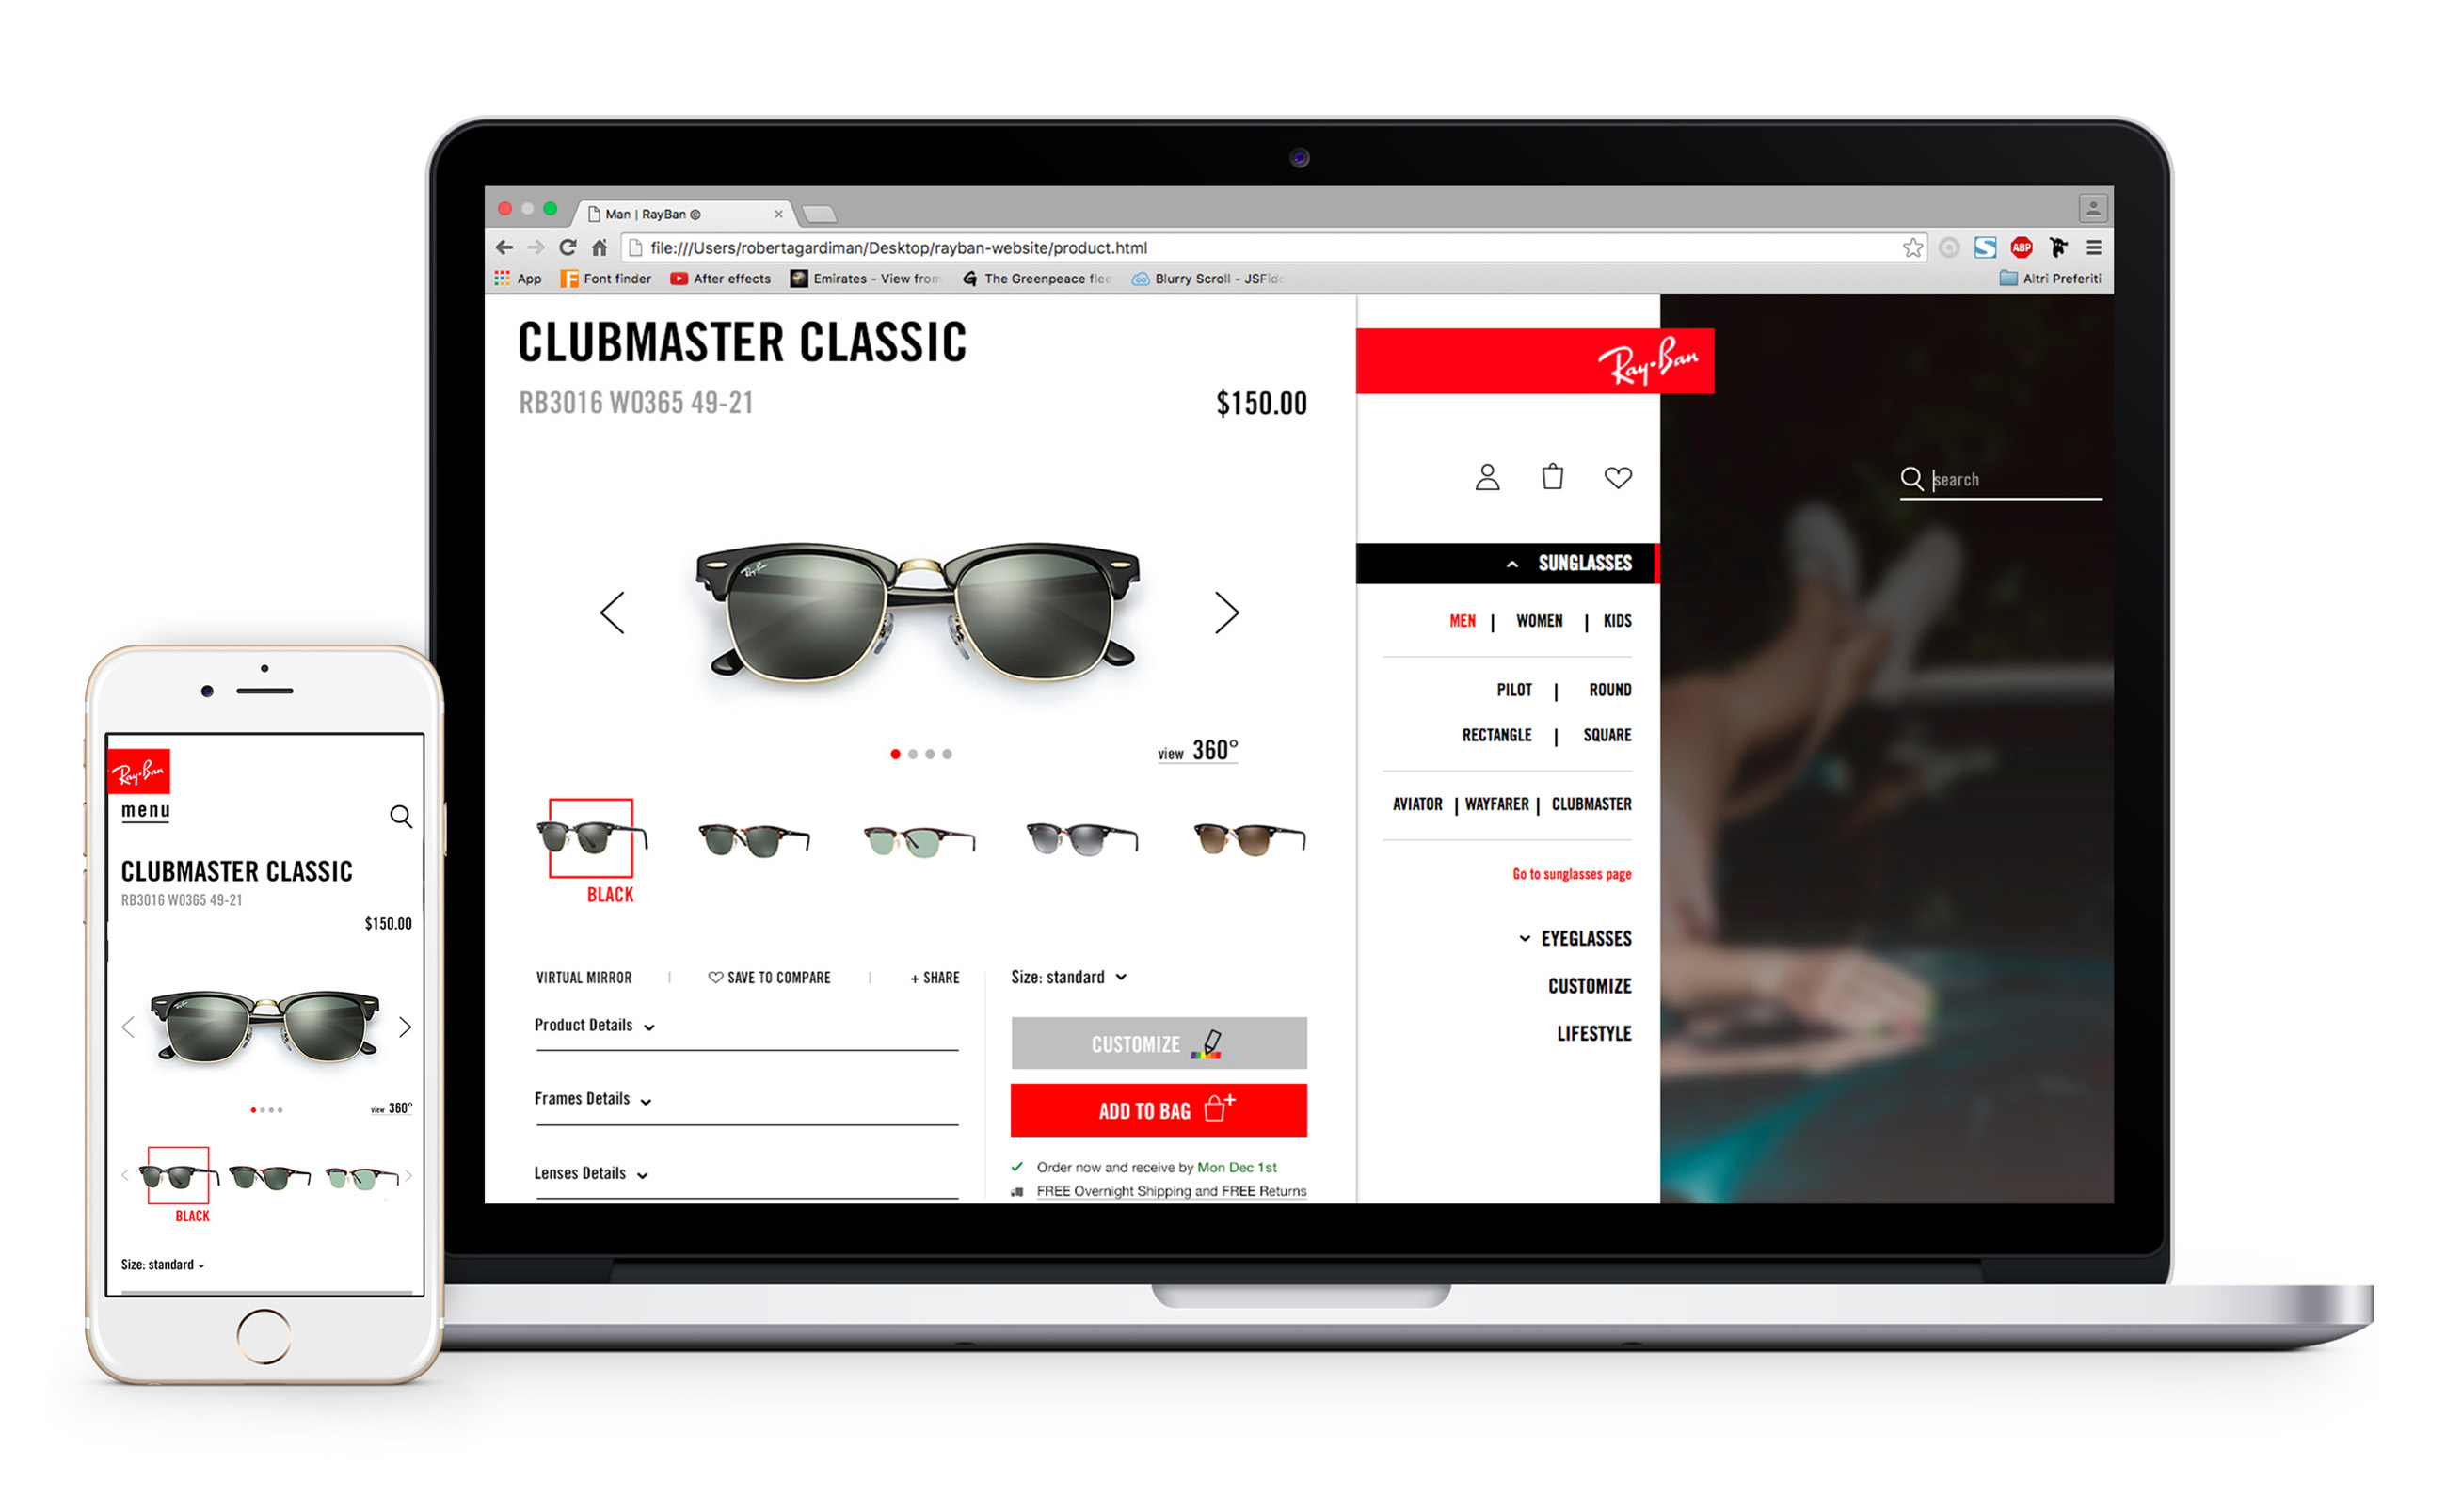 Man | RayBan ©
file:///Users/robertagardiman/Desktop/rayban-website/product.html
ABP
App Font finder After effects Emirates - View from The Greenpeace flee Blurry Scroll - JSFidd Altri Preferiti
CLUBMASTER CLASSIC
RB3016 W0365 49-21
$150.00
Ray-Ban
view 360°
BLACK
VIRTUAL MIRROR | SAVE TO COMPARE | + SHARE
Product Details
Frames Details
Lenses Details
Size: standard
CUSTOMIZE
ADD TO BAG
Order now and receive by Mon Dec 1st
FREE Overnight Shipping and FREE Returns
Ray-Ban
SUNGLASSES
MEN | WOMEN | KIDS
PILOT | ROUND
RECTANGLE | SQUARE
AVIATOR | WAYFARER | CLUBMASTER
Go to sunglasses page
EYEGLASSES
CUSTOMIZE
LIFESTYLE
search
Ray-Ban
menu
CLUBMASTER CLASSIC
RB3016 W0365 49-21
$150.00
view 360°
BLACK
Size: standard